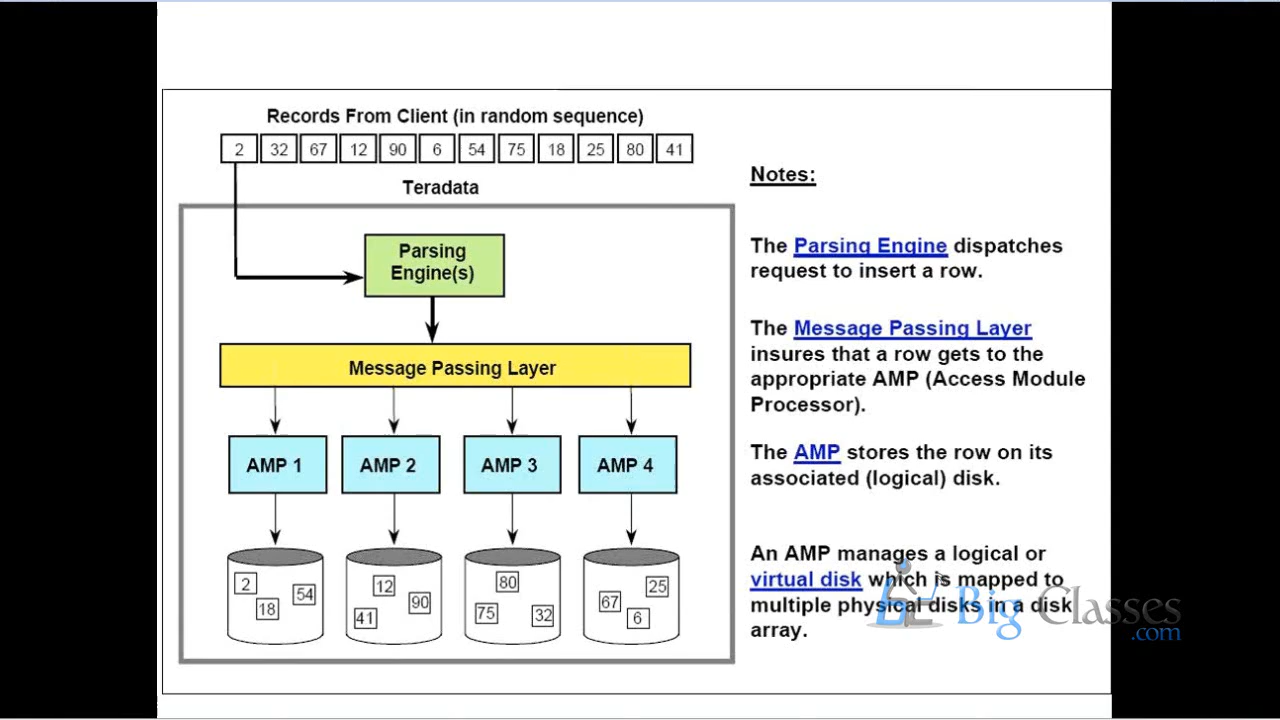 Records From Client (in random sequence)
2 32 67 12 90 6 54 75 18 25 80 41
Teradata
Parsing
Engine(s)
Message Passing Layer
AMP 1 AMP 2 AMP 3 AMP 4
2 54 18
12 90 41
80 75 32
25 67 6
Notes:
The Parsing Engine dispatches
request to insert a row.
The Message Passing Layer
insures that a row gets to the
appropriate AMP (Access Module
Processor).
The AMP stores the row on its
associated (logical) disk.
An AMP manages a logical or
virtual disk which is mapped to
multiple physical disks in a disk
array.
Big Classes
.com